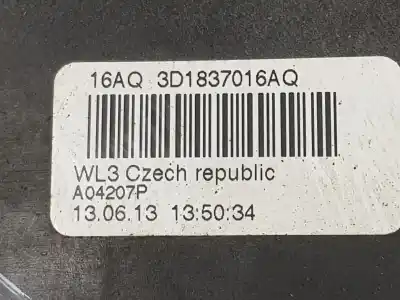 16AQ 3D1837016AQ
WL3 Czech republic
A04207P
13.06.13 13:50:34